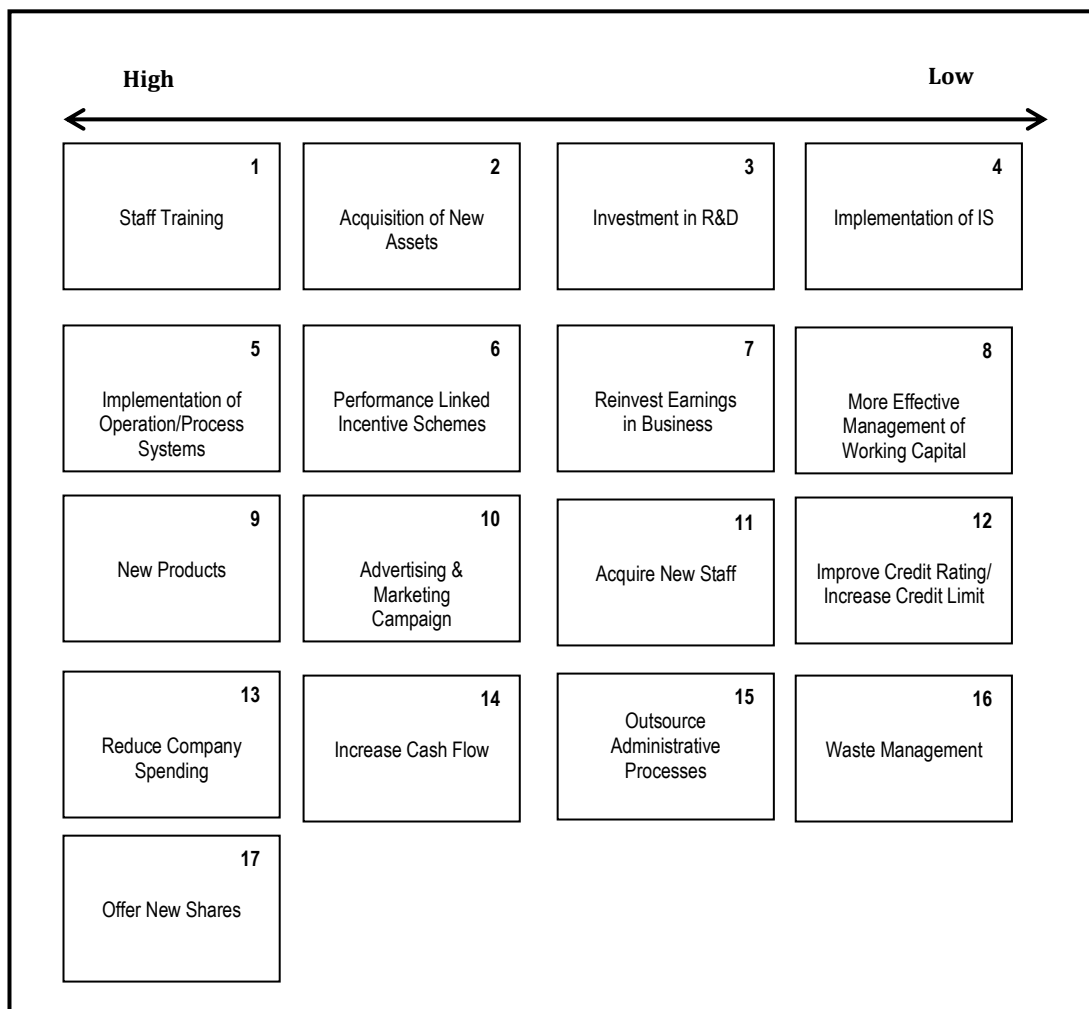 High
Low
1
Staff Training
2
Acquisition of New
Assets
3
Investment in R&D
4
Implementation of IS
5
Implementation of
Operation/Process
Systems
6
Performance Linked
Incentive Schemes
7
Reinvest Earnings
in Business
8
More Effective
Management of
Working Capital
9
New Products
10
Advertising &
Marketing
Campaign
11
Acquire New Staff
12
Improve Credit Rating/
Increase Credit Limit
13
Reduce Company
Spending
14
Increase Cash Flow
15
Outsource
Administrative
Processes
16
Waste Management
17
Offer New Shares